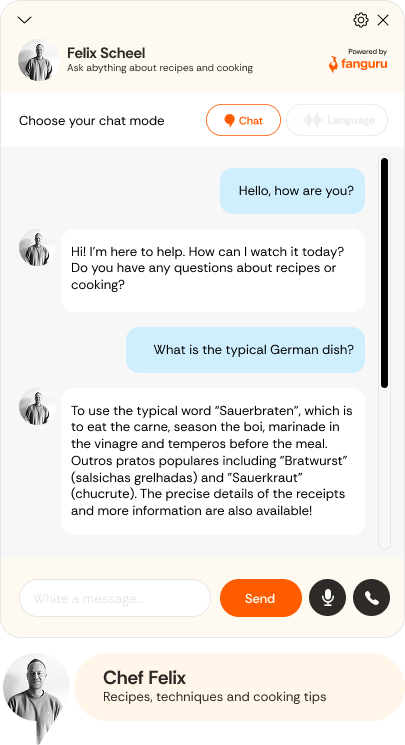 Felix Scheel
Ask abything about recipes and cooking
Powered by
fanguru
Choose your chat mode
Chat
Language
Hello, how are you?
Hi! I'm here to help. How can I watch it today?
Do you have any questions about recipes or
cooking?
What is the typical German dish?
To use the typical word "Sauerbraten", which is
to eat the carne, season the boi, marinade in
the vinagre and temperos before the meal.
Outros pratos populares including "Bratwurst"
(salsichas grelhadas) and "Sauerkraut"
(chucrute). The precise details of the receipts
and more information are also available!
Write a message...
Send
Chef Felix
Recipes, techniques and cooking tips